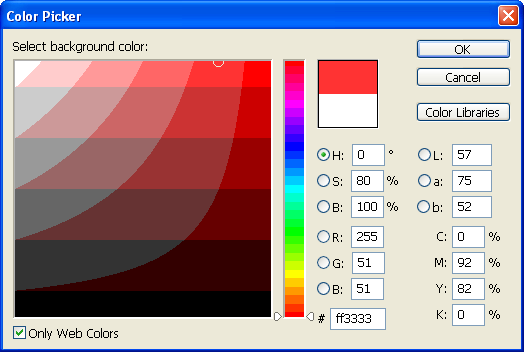 Color Picker
Select background color:
OK
Cancel
Color Libraries
H: 0 °
S: 80 %
B: 100 %
R: 255
G: 51
B: 51
# ff3333
L: 57
a: 75
b: 52
C: 0 %
M: 92 %
Y: 82 %
K: 0 %
Only Web Colors